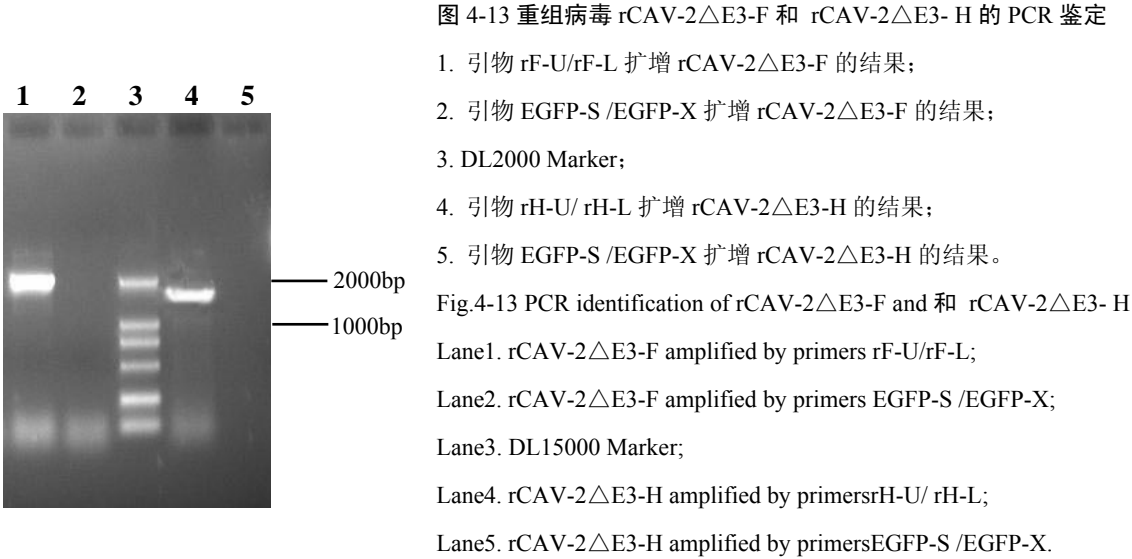 图 4-13 重组病毒 rCAV-2△E3-F 和 rCAV-2△E3- H 的 PCR 鉴定
1. 引物 rF-U/rF-L 扩增 rCAV-2△E3-F 的结果；
2. 引物 EGFP-S /EGFP-X 扩增 rCAV-2△E3-F 的结果；
3. DL2000 Marker；
4. 引物 rH-U/ rH-L 扩增 rCAV-2△E3-H 的结果；
5. 引物 EGFP-S /EGFP-X 扩增 rCAV-2△E3-H 的结果。
Fig.4-13 PCR identification of rCAV-2△E3-F and 和 rCAV-2△E3- H
Lane1. rCAV-2△E3-F amplified by primers rF-U/rF-L;
Lane2. rCAV-2△E3-F amplified by primers EGFP-S /EGFP-X;
Lane3. DL15000 Marker;
Lane4. rCAV-2△E3-H amplified by primersrH-U/ rH-L;
Lane5. rCAV-2△E3-H amplified by primersEGFP-S /EGFP-X.
1 2 3 4 5
2000bp
1000bp